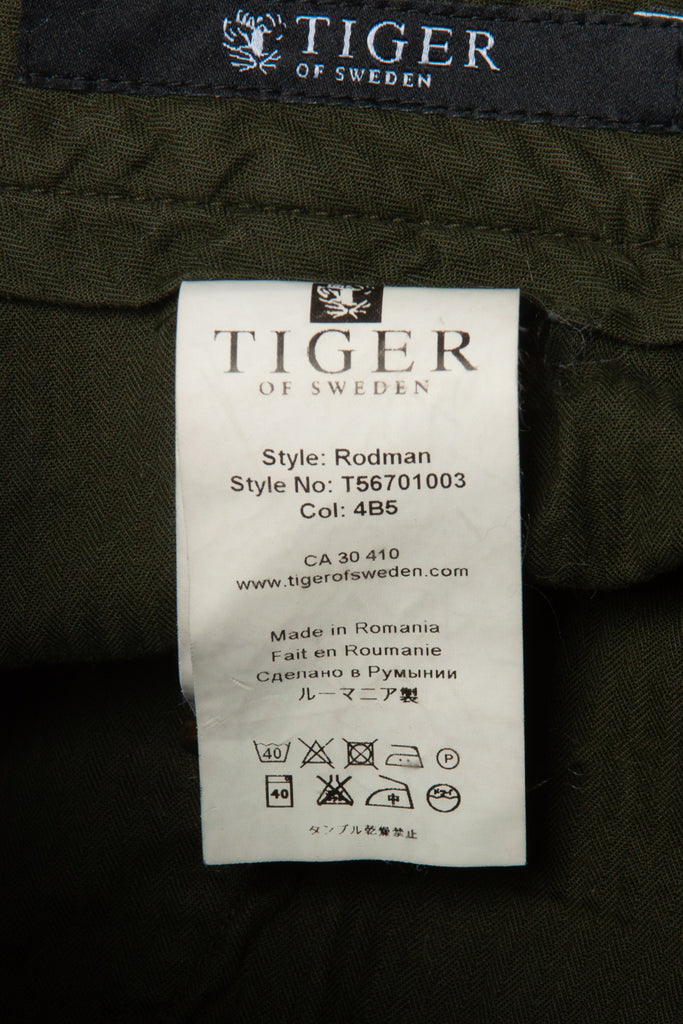 TIGER
OF SWEDEN
TIGER
OF SWEDEN
Style: Rodman
Style No: T56701003
Col: 4B5
CA 30 410
www.tigerofsweden.com
Made in Romania
Fait en Roumanie
Сделано в Румынии
ルーマニア製
40 P
40 中
タンブル乾燥禁止